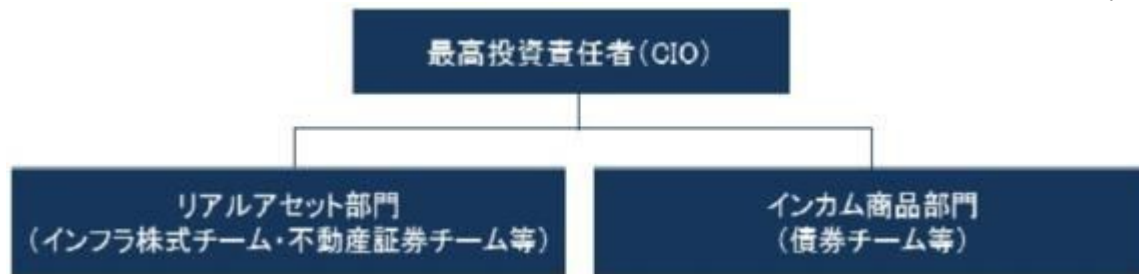 最高投資責任者(CIO)
リアルアセット部門
(インフラ株式チーム・不動産証券チーム等)
インカム商品部門
(債券チーム等)